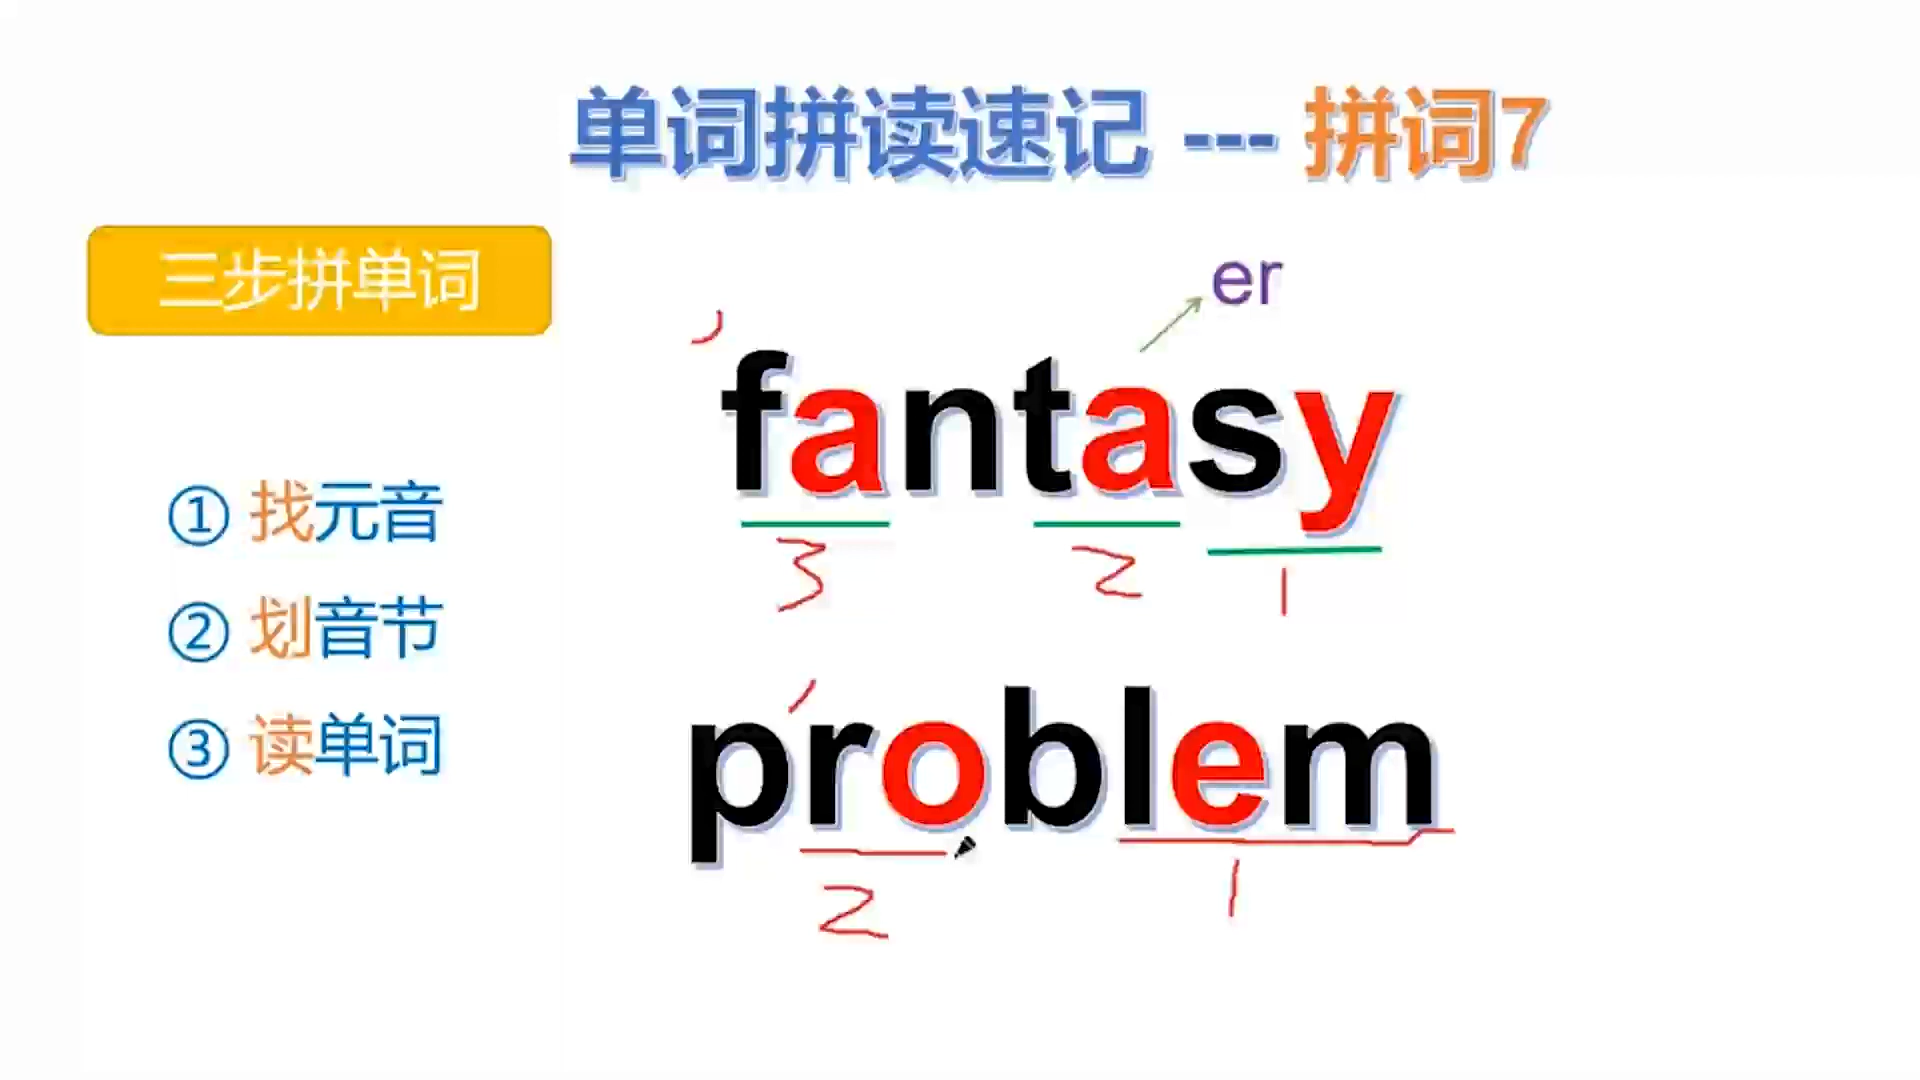 单词拼读速记 --- 拼词7
三步拼单词
① 找元音
② 划音节
③ 读单词
er
fantasy
3 2 1
problem
2 1